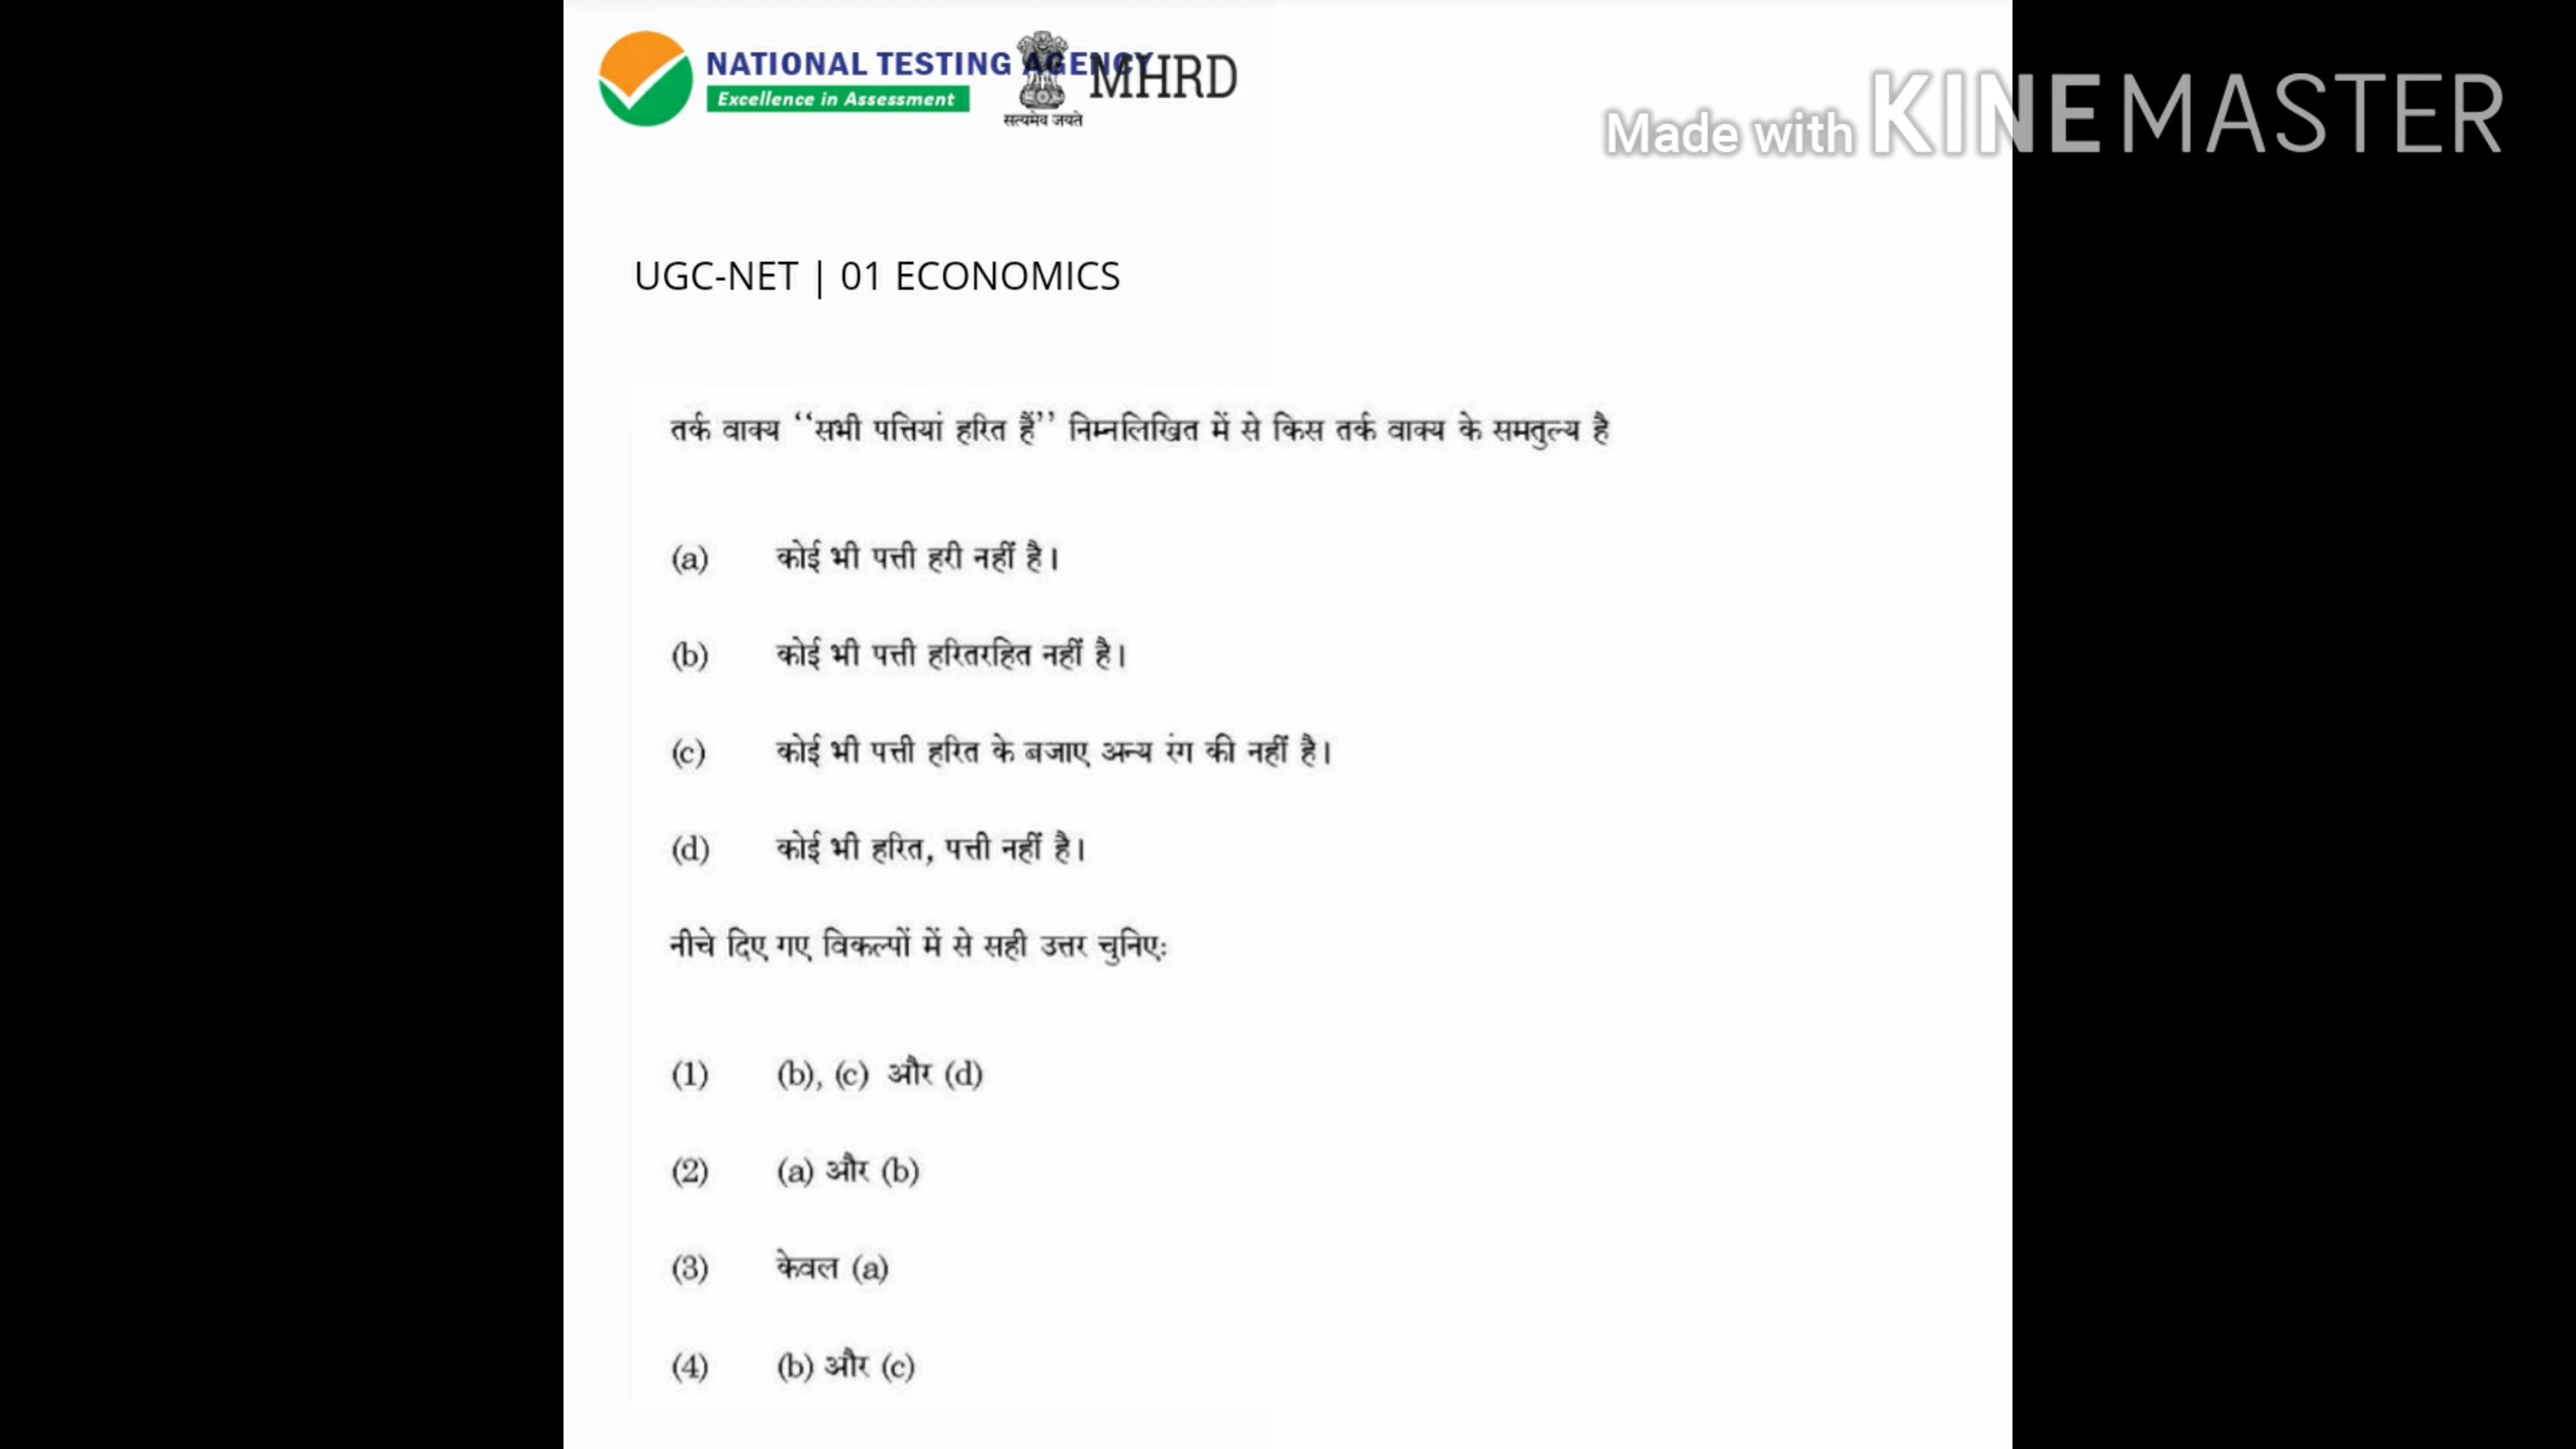 NATIONAL TESTING AGENCY
Excellence in Assessment
सत्यमेव जयते
MHRD
Made with KINEMASTER
UGC-NET | 01 ECONOMICS
तर्क वाक्य ‘‘सभी पत्तियां हरित हैं’’ निम्नलिखित में से किस तर्क वाक्य के समतुल्य है
(a) कोई भी पत्ती हरी नहीं है।
(b) कोई भी पत्ती हरितरहित नहीं है।
(c) कोई भी पत्ती हरित के बजाए अन्य रंग की नहीं है।
(d) कोई भी हरित, पत्ती नहीं है।
नीचे दिए गए विकल्पों में से सही उत्तर चुनिए:
(1) (b), (c) और (d)
(2) (a) और (b)
(3) केवल (a)
(4) (b) और (c)